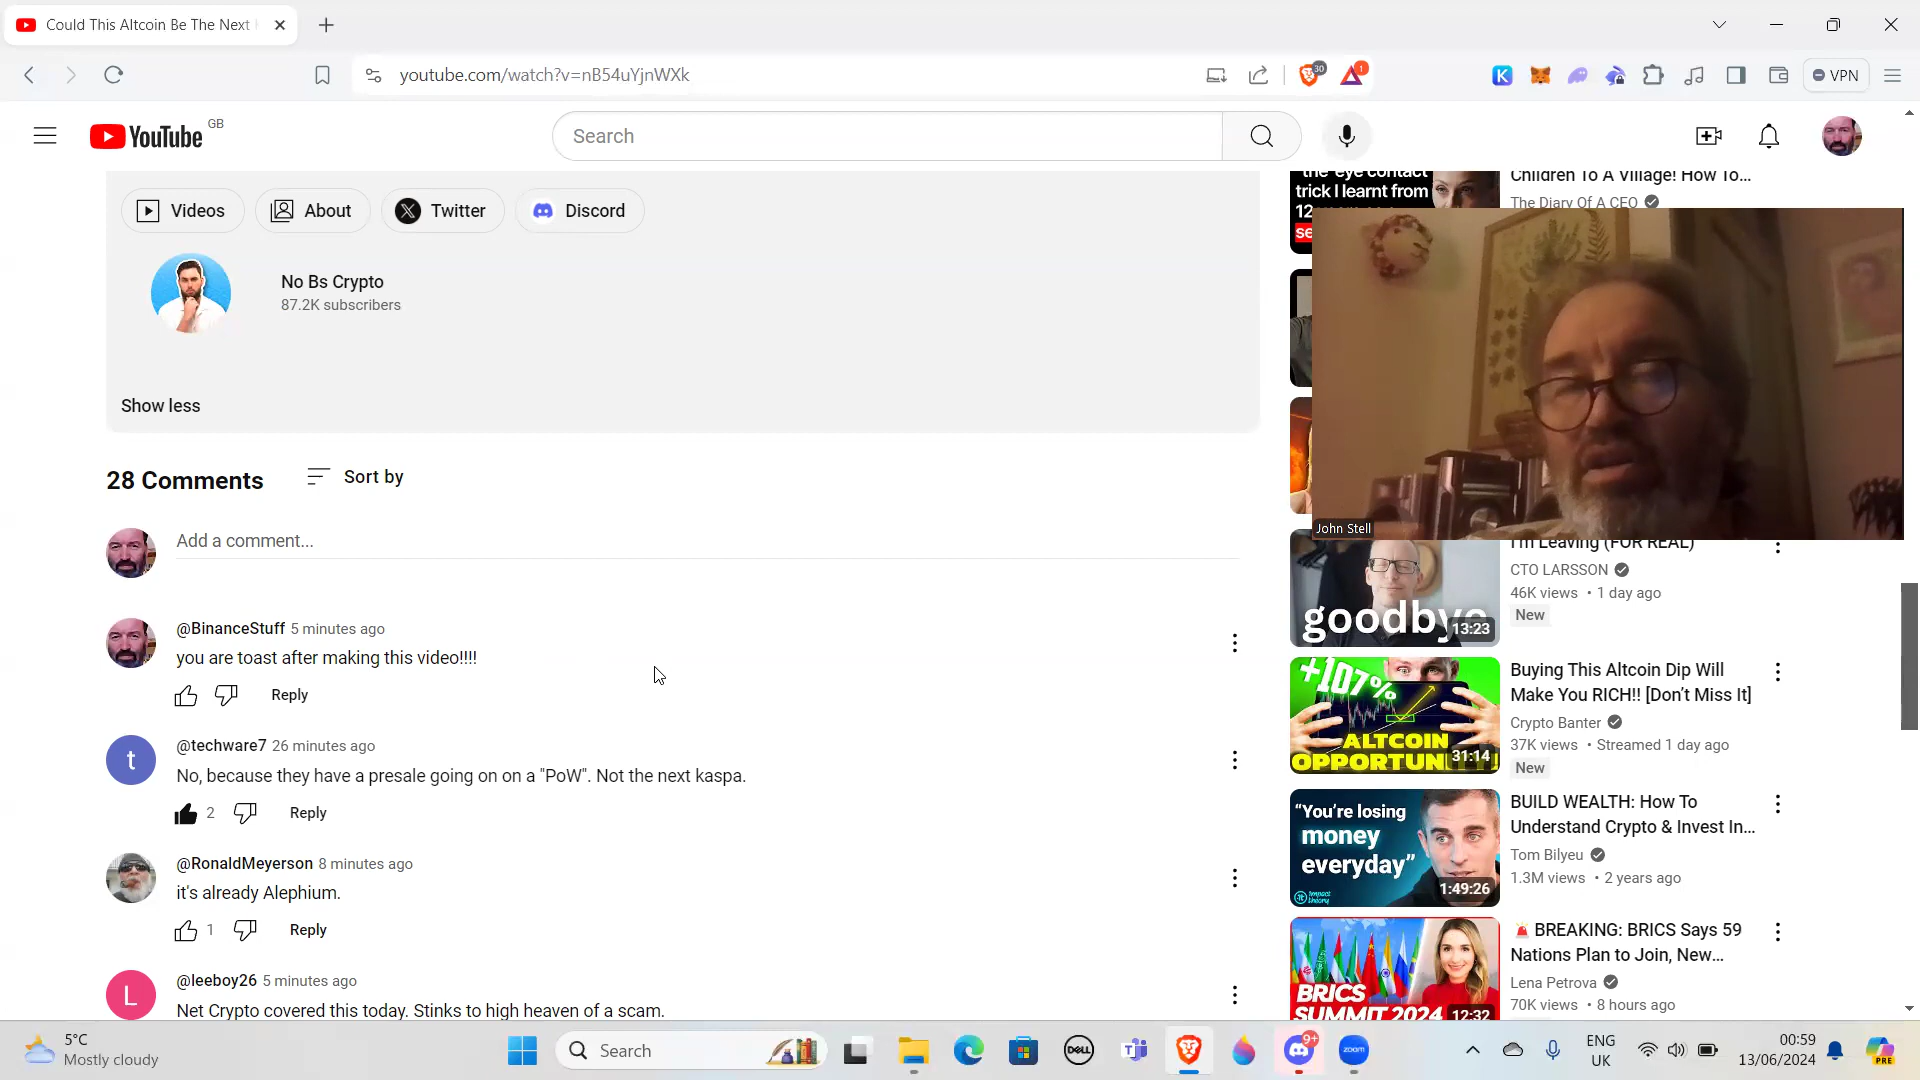 Could This Altcoin Be The Next
youtube.com/watch?v=nB54uYjnWXk
30
1
VPN
YouTube GB
Search
Videos
About
Twitter
Discord
No Bs Crypto
87.2K subscribers
Show less
28 Comments
Sort by
Add a comment...
@BinanceStuff 5 minutes ago
you are toast after making this video!!!!
Reply
@techware7 26 minutes ago
No, because they have a presale going on on a "PoW". Not the next kaspa.
2
Reply
@RonaldMeyerson 8 minutes ago
it's already Alephium.
1
Reply
L
@leeboy26 5 minutes ago
Net Crypto covered this today. Stinks to high heaven of a scam.
the eye contact
trick I learnt from
12
se
Children To A Village! How To...
The Diary Of A CEO
John Stell
goodbye
13:23
I'm Leaving (FOR REAL)
CTO LARSSON
46K views • 1 day ago
New
+107%
ALTCOIN
OPPORTUNI
31:14
Buying This Altcoin Dip Will
Make You RICH!! [Don't Miss It]
Crypto Banter
37K views • Streamed 1 day ago
New
"You're losing
money
everyday"
impact
theory
1:49:26
BUILD WEALTH: How To
Understand Crypto & Invest In...
Tom Bilyeu
1.3M views • 2 years ago
BRICS
SUMMIT 2024
12:32
BREAKING: BRICS Says 59
Nations Plan to Join, New...
Lena Petrova
70K views • 8 hours ago
5°C
Mostly cloudy
Search
DELL
9+
zoom
ENG
UK
00:59
13/06/2024
PRE